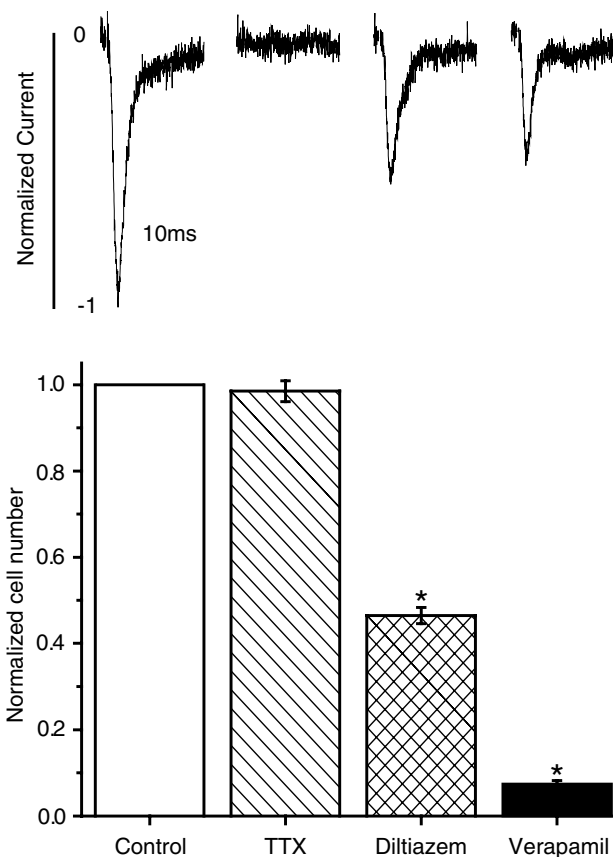 0
Normalized Current
10ms
-1
Normalized cell number
1.0
0.8
0.6
0.4
0.2
0.0
*
*
Control TTX Diltiazem Verapamil